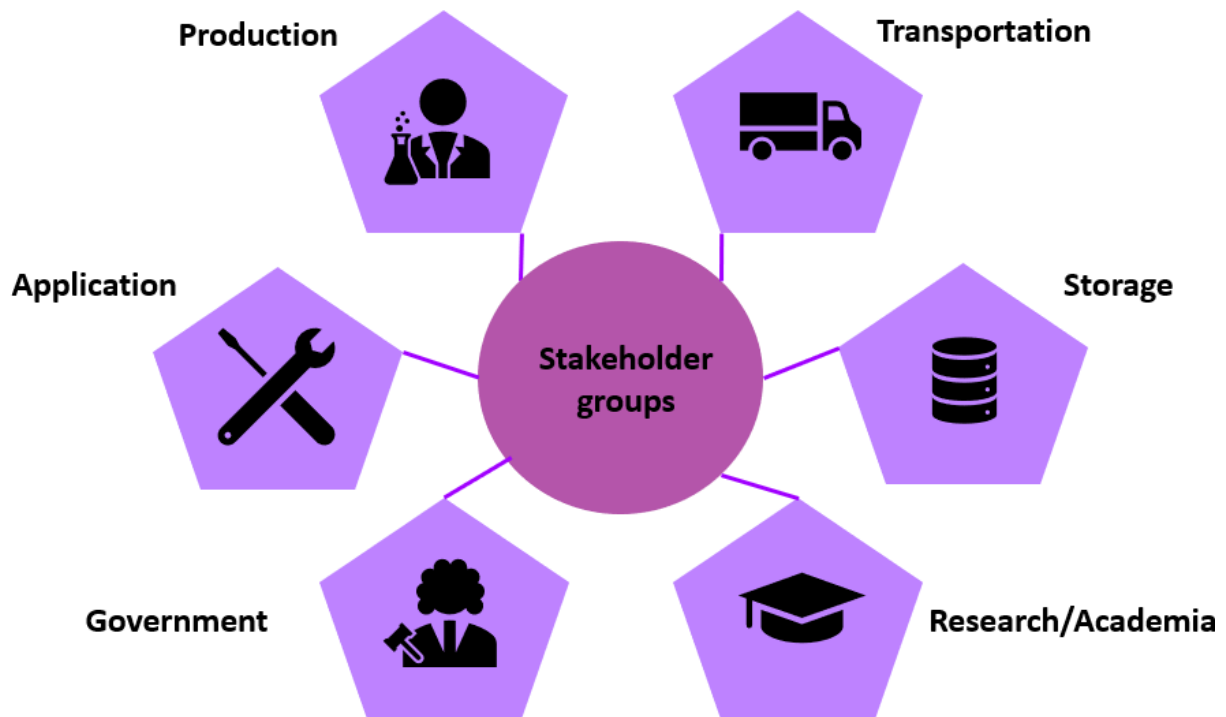 Production
Transportation
Application
Storage
Stakeholder
groups
Government
Research/Academia